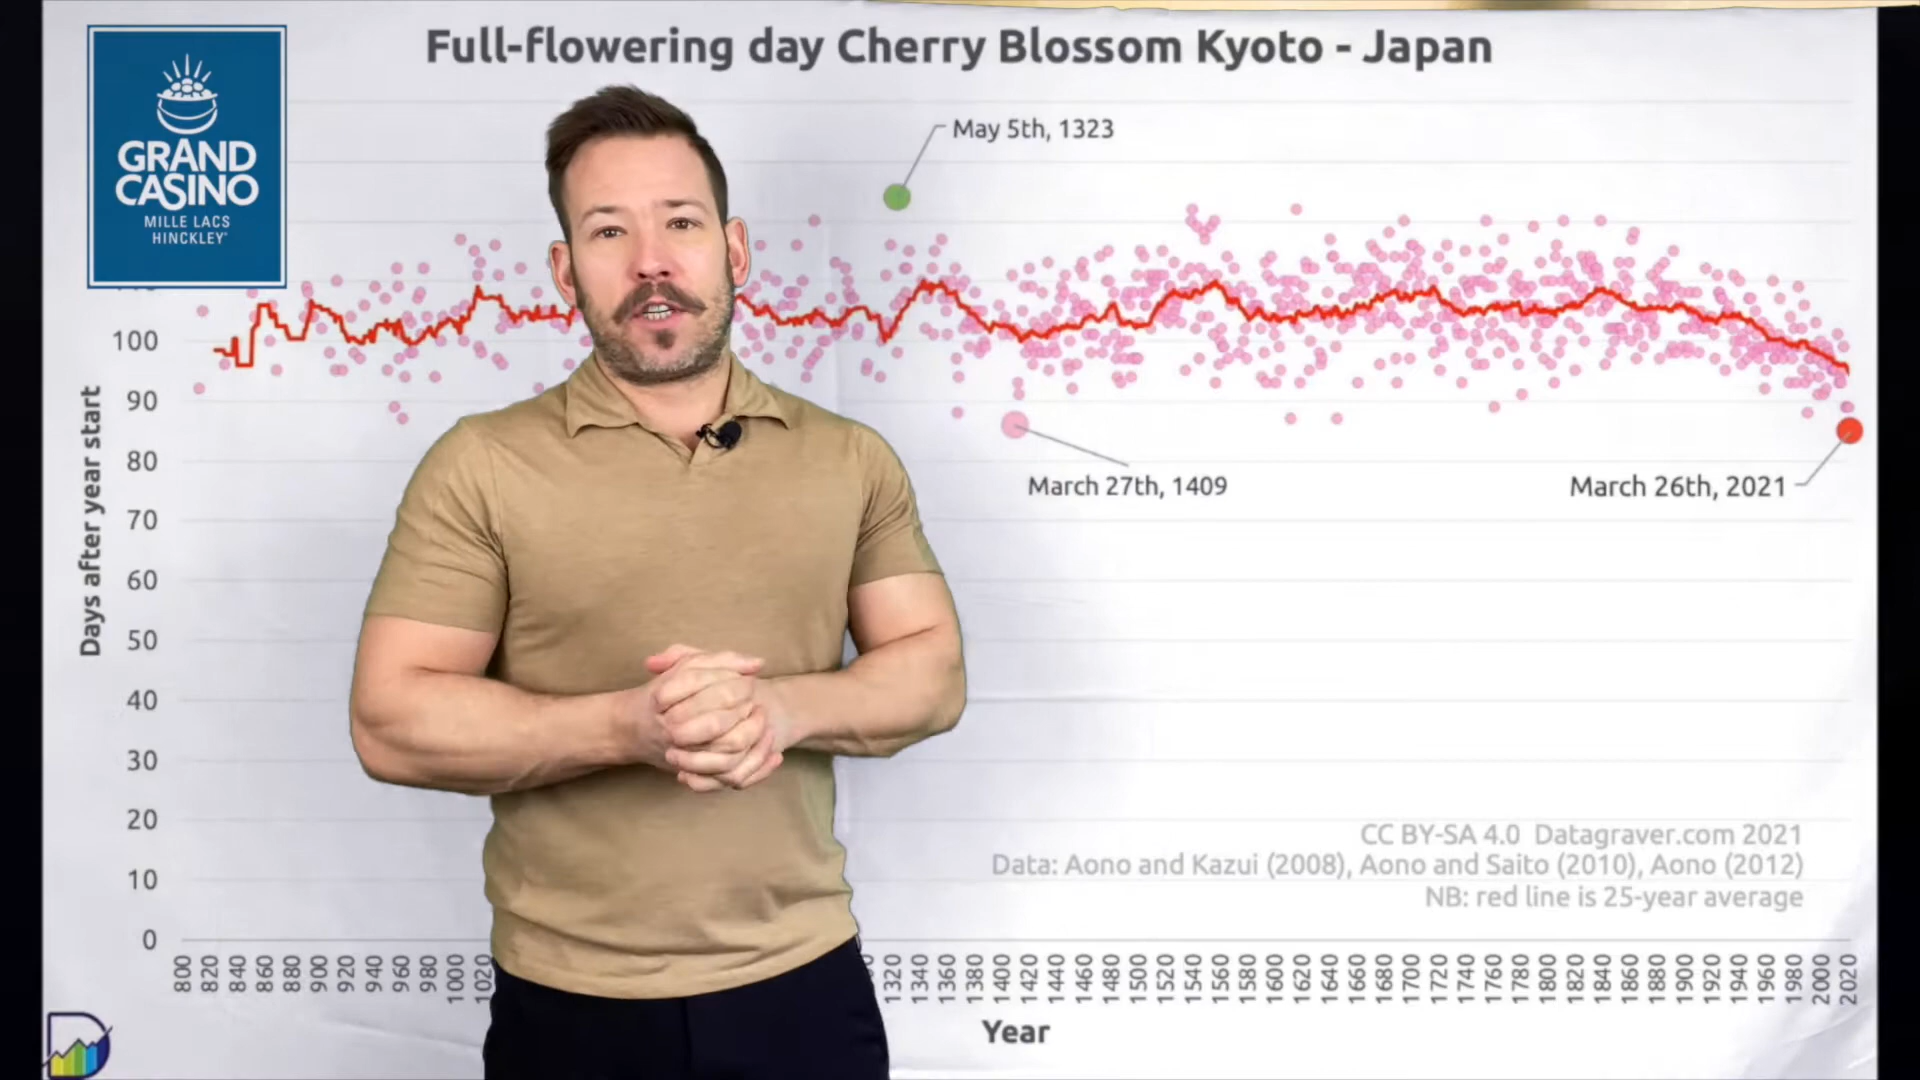 Full-flowering day Cherry Blossom Kyoto - Japan
GRAND
CASINO
MILLE LACS
HINCKLEY
May 5th, 1323
March 27th, 1409
March 26th, 2021
Days after year start
100
90
80
70
60
50
40
30
20
10
0
CC BY-SA 4.0 Datagraver.com 2021
Data: Aono and Kazui (2008), Aono and Saito (2010), Aono (2012)
NB: red line is 25-year average
800 820 840 860 880 900 920 940 960 980 1000 1020 1320 1340 1360 1380 1400 1420 1440 1460 1480 1500 1520 1540 1560 1580 1600 1620 1640 1660 1680 1700 1720 1740 1760 1780 1800 1820 1840 1860 1880 1900 1920 1940 1960 1980 2000 2020
Year